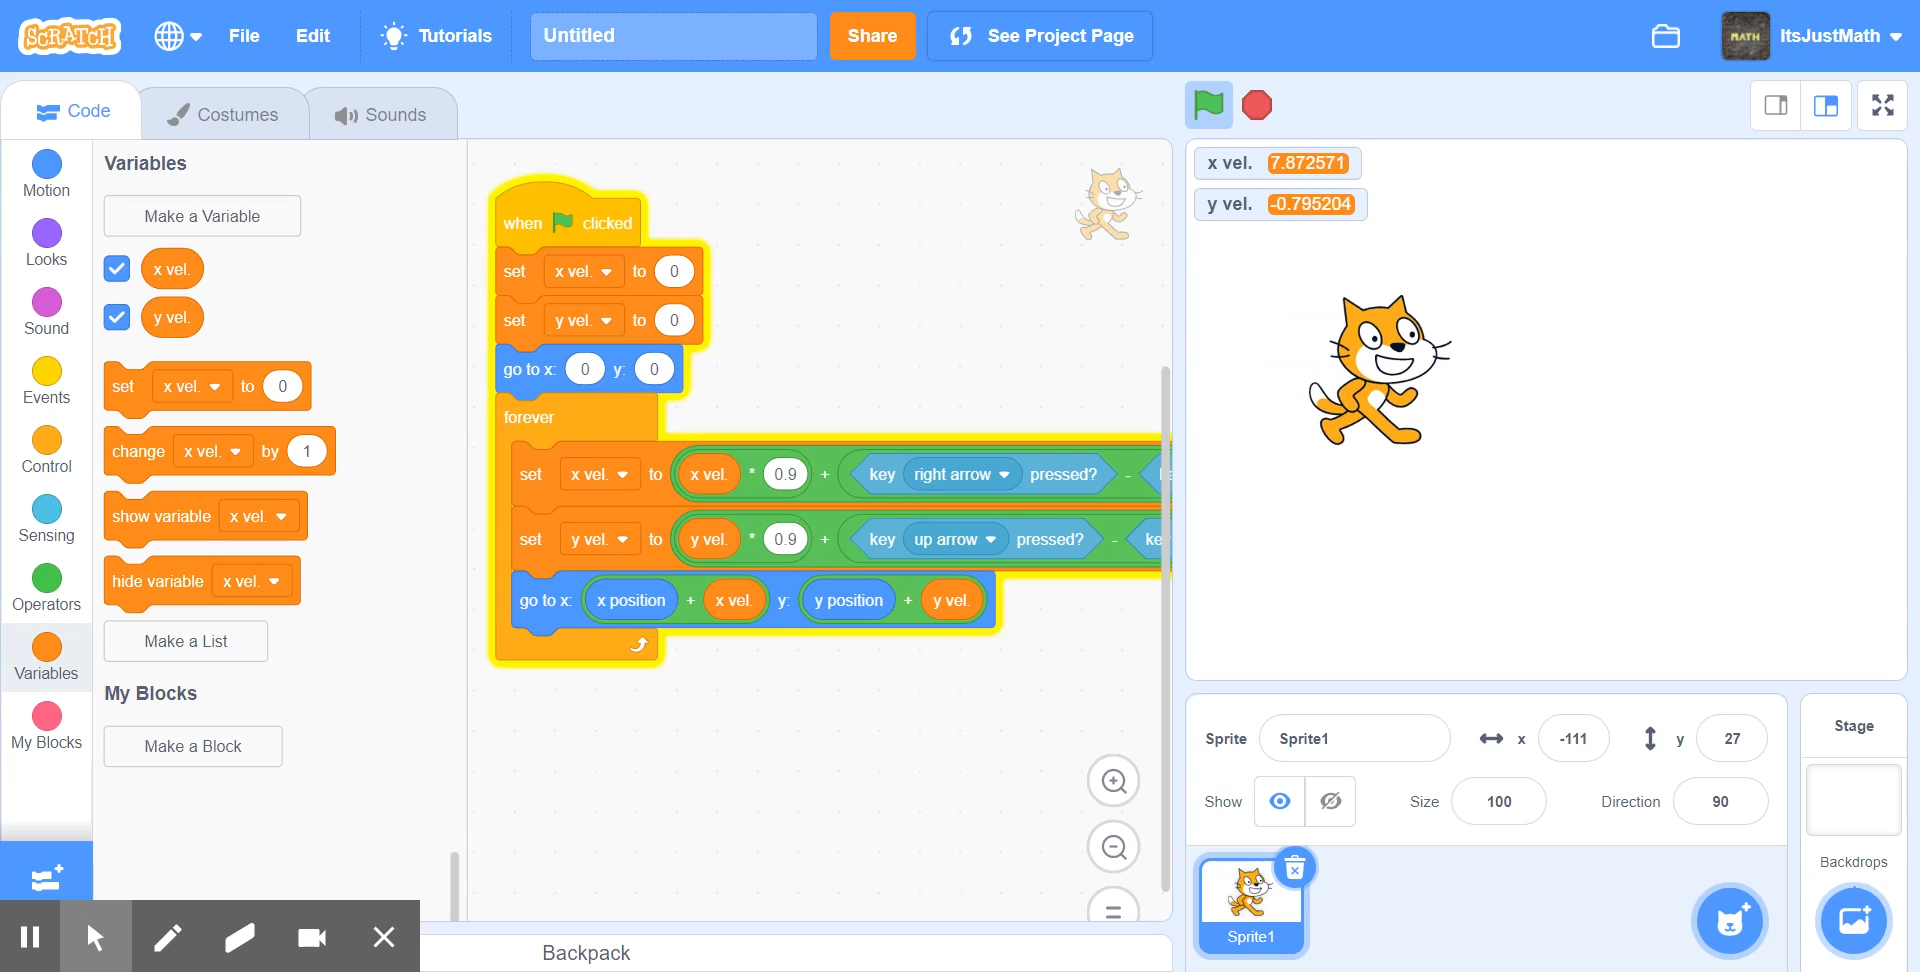 SCRATCH
File
Edit
Tutorials
Untitled
Share
See Project Page
MATH
ItsJustMath
Code
Costumes
Sounds
Motion
Looks
Sound
Events
Control
Sensing
Operators
Variables
My Blocks
Variables
Make a Variable
x vel.
y vel.
set x vel. to 0
change x vel. by 1
show variable x vel.
hide variable x vel.
Make a List
My Blocks
Make a Block
when clicked
set x vel. to 0
set y vel. to 0
go to x: 0 y: 0
forever
set x vel. to x vel. * 0.9 + key right arrow pressed? -
set y vel. to y vel. * 0.9 + key up arrow pressed? - ke
go to x: x position + x vel. y: y position + y vel.
Backpack
x vel. 7.872571
y vel. -0.795204
Sprite Sprite1 x -111 y 27
Show Size 100 Direction 90
Sprite1
Stage
Backdrops